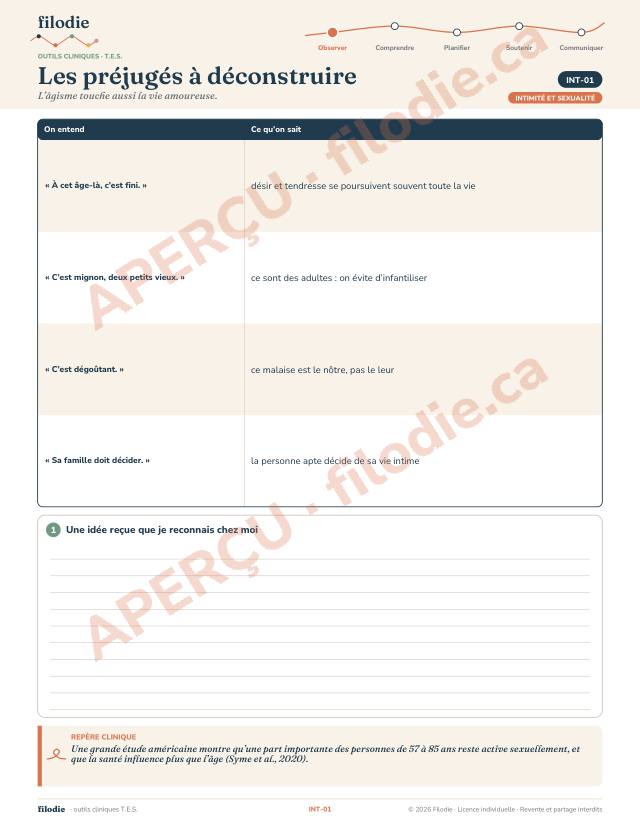 filodie
OUTILS CLINIQUES · T.E.S.
Observer
Comprendre
Planifier
Soutenir
Communiquer
Les préjugés à déconstruire
L'âgisme touche aussi la vie amoureuse.
INT-01
INTIMITÉ ET SEXUALITÉ
On entend
Ce qu'on sait
« À cet âge-là, c'est fini. »
désir et tendresse se poursuivent souvent toute la vie
« C'est mignon, deux petits vieux. »
ce sont des adultes : on évite d'infantiliser
« C'est dégoûtant. »
ce malaise est le nôtre, pas le leur
« Sa famille doit décider. »
la personne apte décide de sa vie intime
APERÇU · filodie.ca
APERÇU · filodie.ca
1 Une idée reçue que je reconnais chez moi
REPÈRE CLINIQUE
Une grande étude américaine montre qu'une part importante des personnes de 57 à 85 ans reste active sexuellement, et
que la santé influence plus que l'âge (Syme et al., 2020).
filodie · outils cliniques T.E.S.
INT-01
© 2026 Filodie · Licence individuelle · Revente et partage interdits